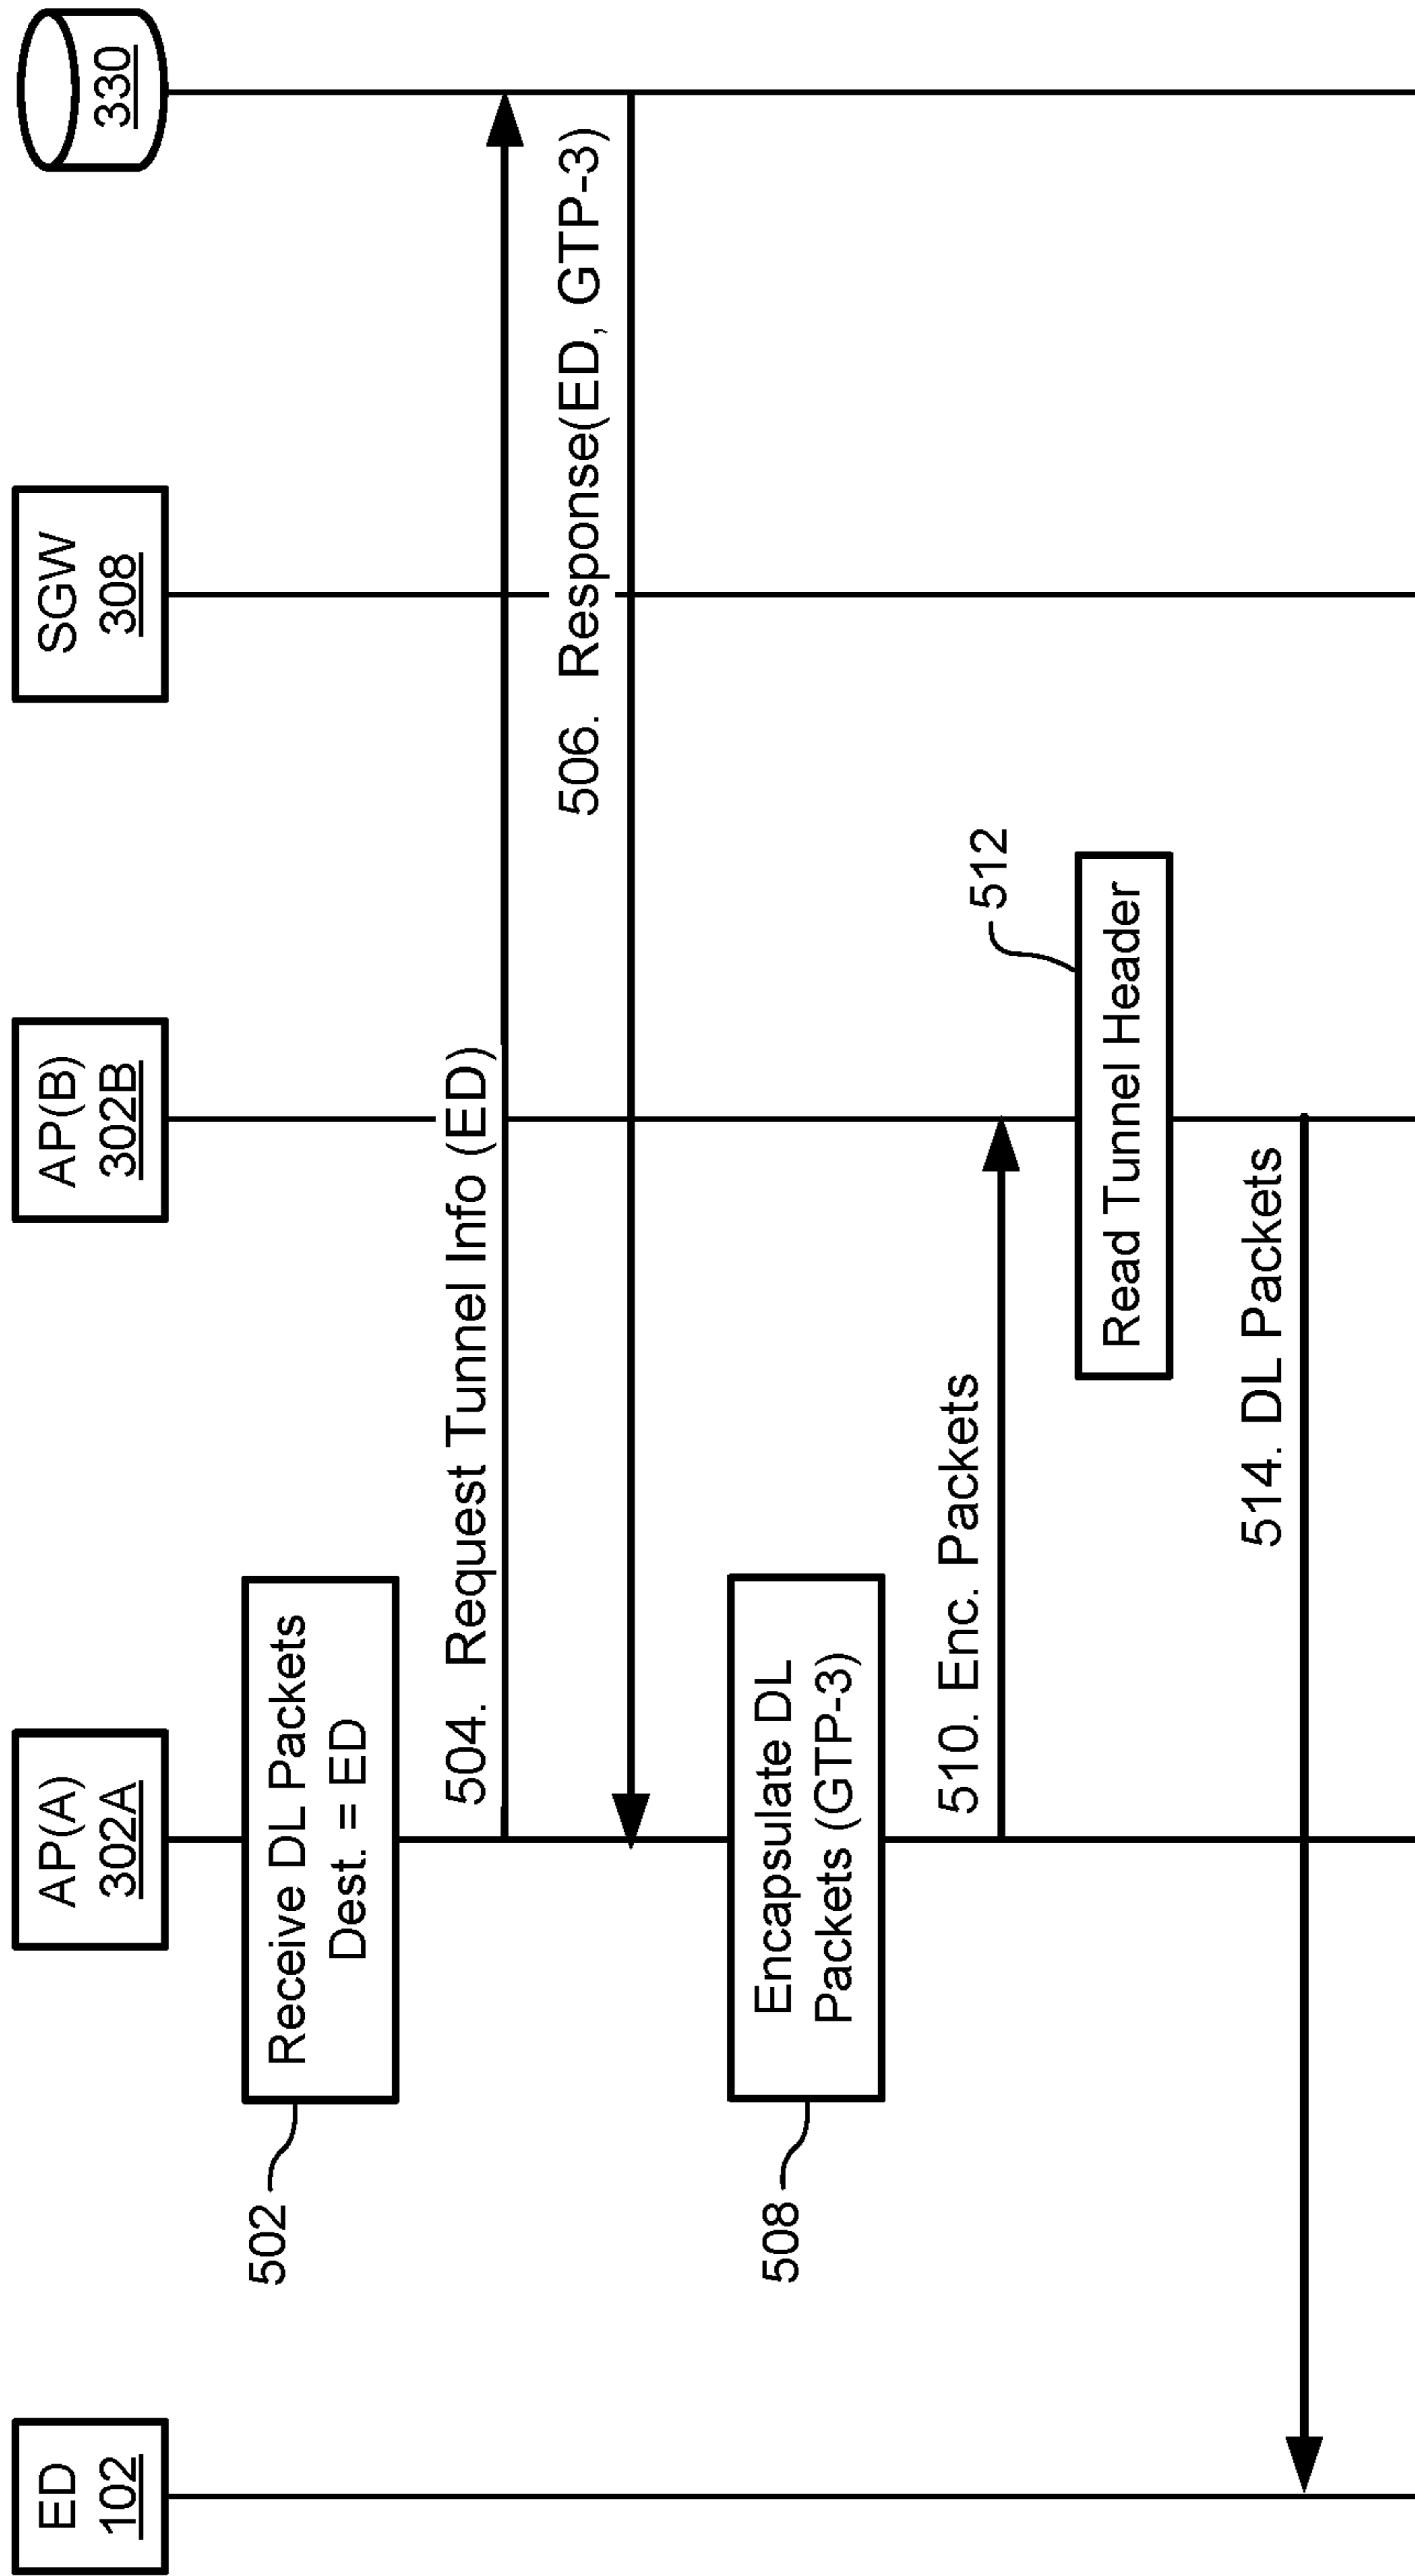 ED
102
AP(A)
302A
AP(B)
302B
SGW
308
330
502
Receive DL Packets
Dest. = ED
504. Request Tunnel Info (ED)
506. Response(ED, GTP-3)
508
Encapsulate DL
Packets (GTP-3)
510. Enc. Packets
512
Read Tunnel Header
514. DL Packets